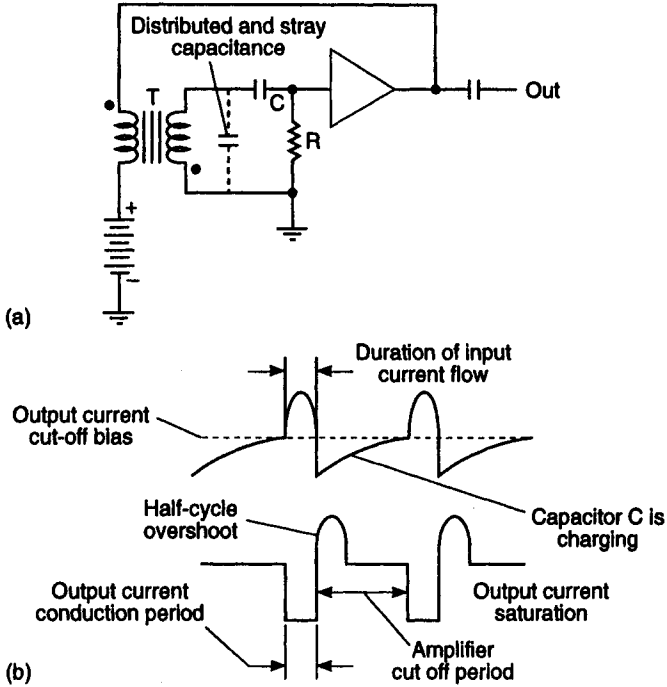 Distributed and stray
capacitance
T
C
R
Out
+
−
(a)
Duration of input
current flow
Output current
cut-off bias
Capacitor C is
charging
Half-cycle
overshoot
Output current
conduction period
Output current
saturation
Amplifier
cut off period
(b)